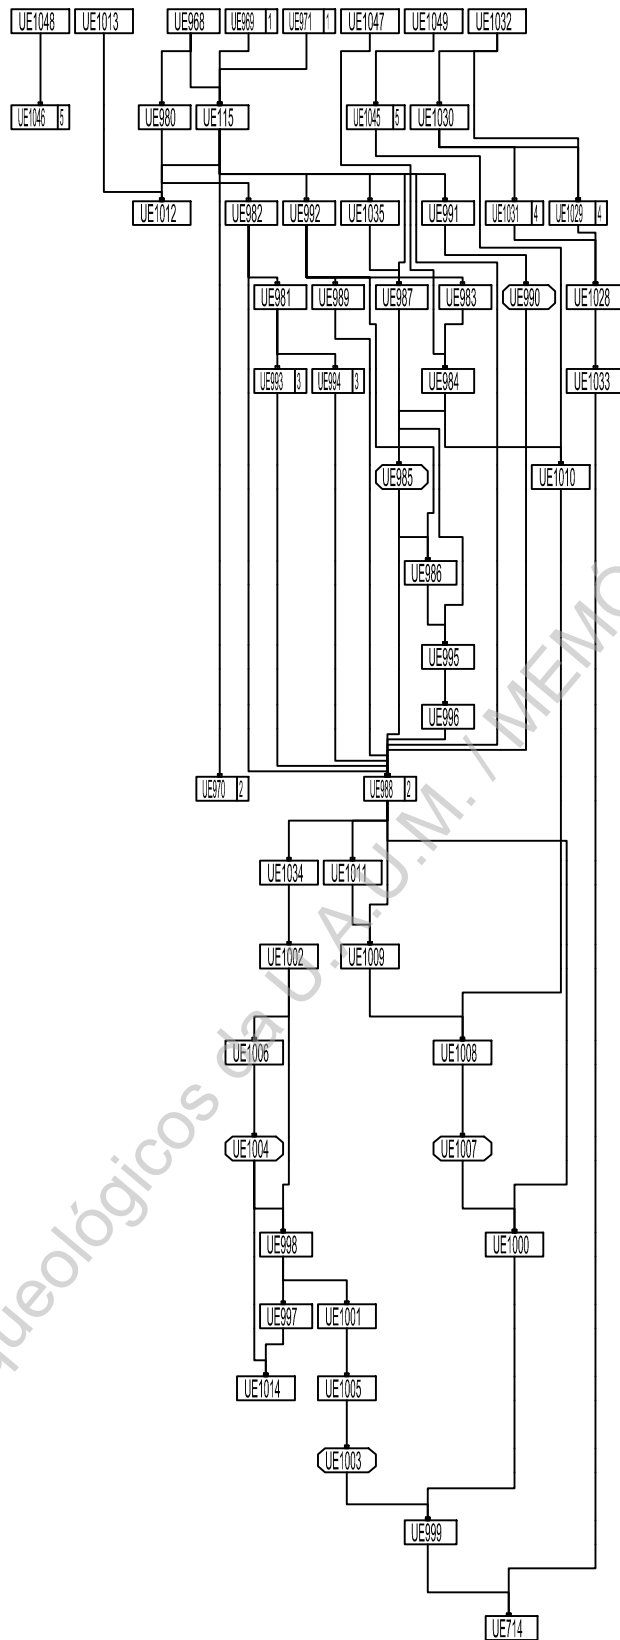 UE1048 UE1013 UE968 UE969 1 UE971 1 UE1047 UE1049 UE1032
UE1046 5 UE980 UE115 UE1045 5 UE1030
UE1012 UE982 UE992 UE1035 UE991 UE1031 4 UE1029 4
UE981 UE989 UE987 UE983 UE990 UE1028
UE993 3 UE994 3 UE984 UE1033
UE985 UE1010
UE986
UE995
UE996
UE970 2 UE988 2
UE1034 UE1011
UE1002 UE1009
UE1006 UE1008
UE1004 UE1007
UE998 UE1000
UE997 UE1001
UE1014 UE1005
UE1003
UE999
UE714
queológicos da U.A.U.M. / MEMÓ